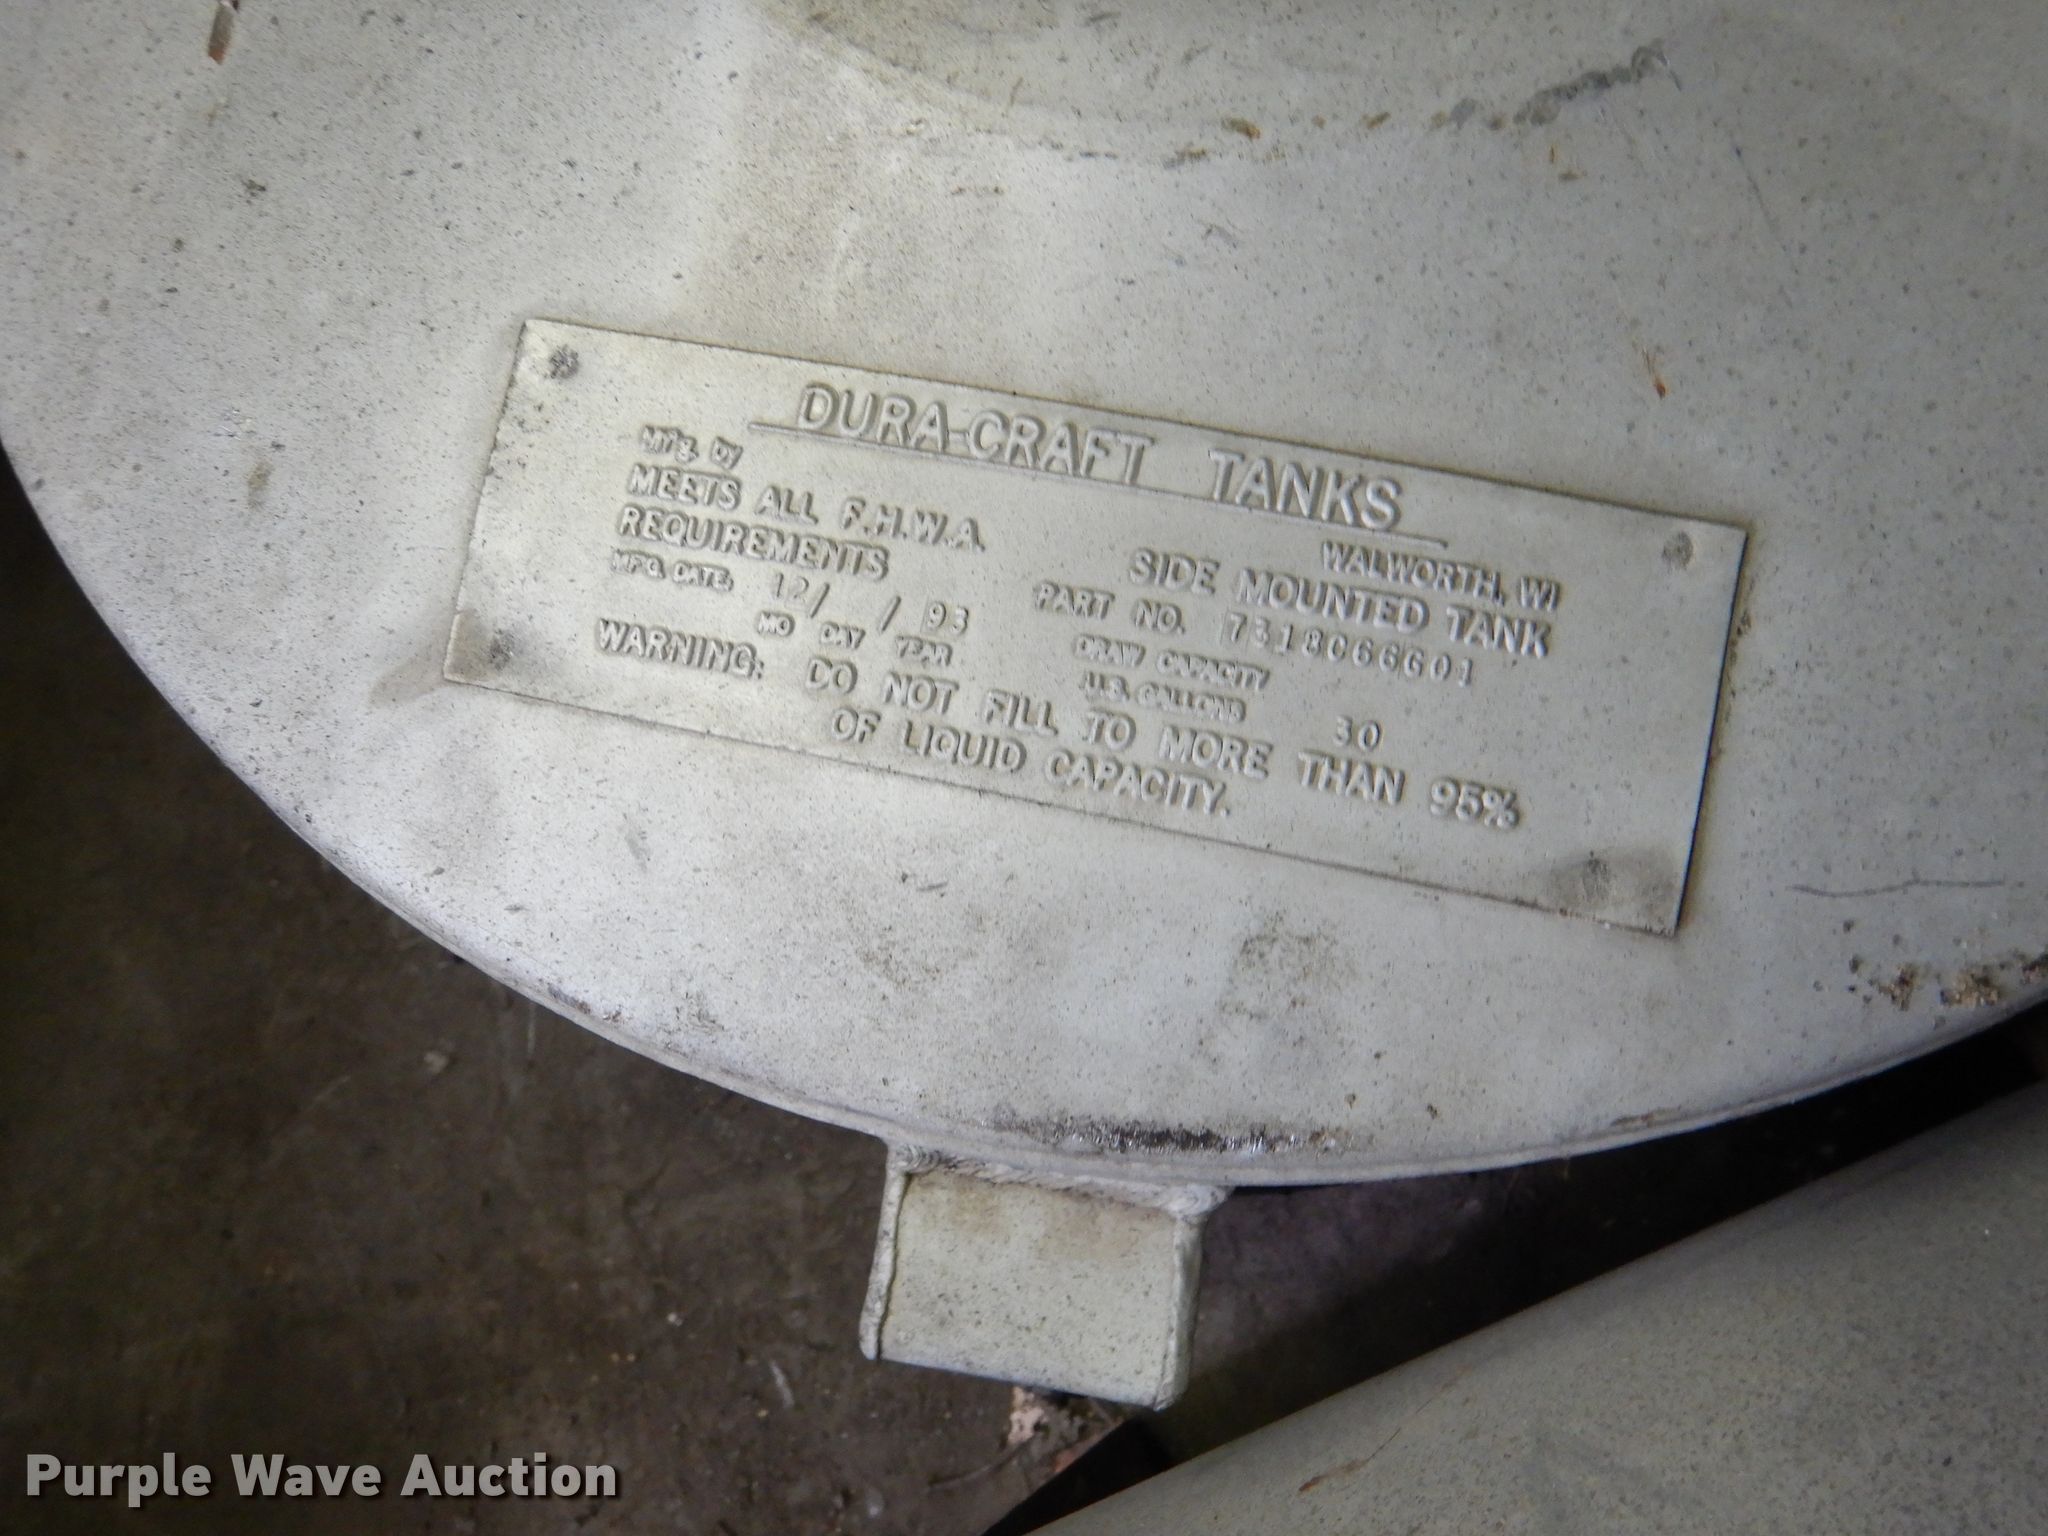 Mf'g. by DURA-CRAFT TANKS
WALWORTH, WI
MEETS ALL F.H.W.A.
REQUIREMENTS
SIDE MOUNTED TANK
MFG. DATE. 12/ / 93
MO DAY YEAR
PART NO. 7318066G01
DRAW CAPACITY
U.S. GALLONS 30
WARNING: DO NOT FILL TO MORE THAN 95%
OF LIQUID CAPACITY.
Purple Wave Auction